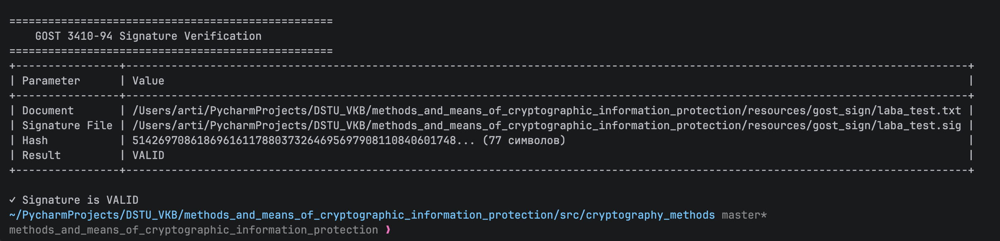 ==================================================
    GOST 3410-94 Signature Verification
==================================================
+----------------+----------------------------------------------------------------------------------------------------------------------------------+
| Parameter      | Value                                                                                                                            |
+----------------+----------------------------------------------------------------------------------------------------------------------------------+
| Document       | /Users/arti/PycharmProjects/DSTU_VKB/methods_and_means_of_cryptographic_information_protection/resources/gost_sign/laba_test.txt |
| Signature File | /Users/arti/PycharmProjects/DSTU_VKB/methods_and_means_of_cryptographic_information_protection/resources/gost_sign/laba_test.sig |
| Hash           | 51426970861869616117880373264695697908110840601748... (77 символов)                                                              |
| Result         | VALID                                                                                                                            |
+----------------+----------------------------------------------------------------------------------------------------------------------------------+
✓ Signature is VALID
~/PycharmProjects/DSTU_VKB/methods_and_means_of_cryptographic_information_protection/src/cryptography_methods master*
methods_and_means_of_cryptographic_information_protection ❱